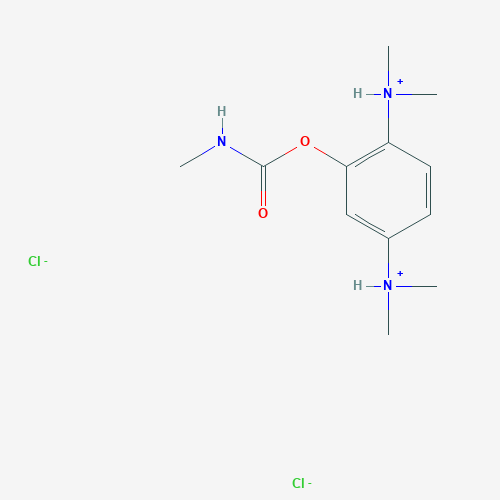 H N +
H
N O
O
Cl -
H N +
Cl -